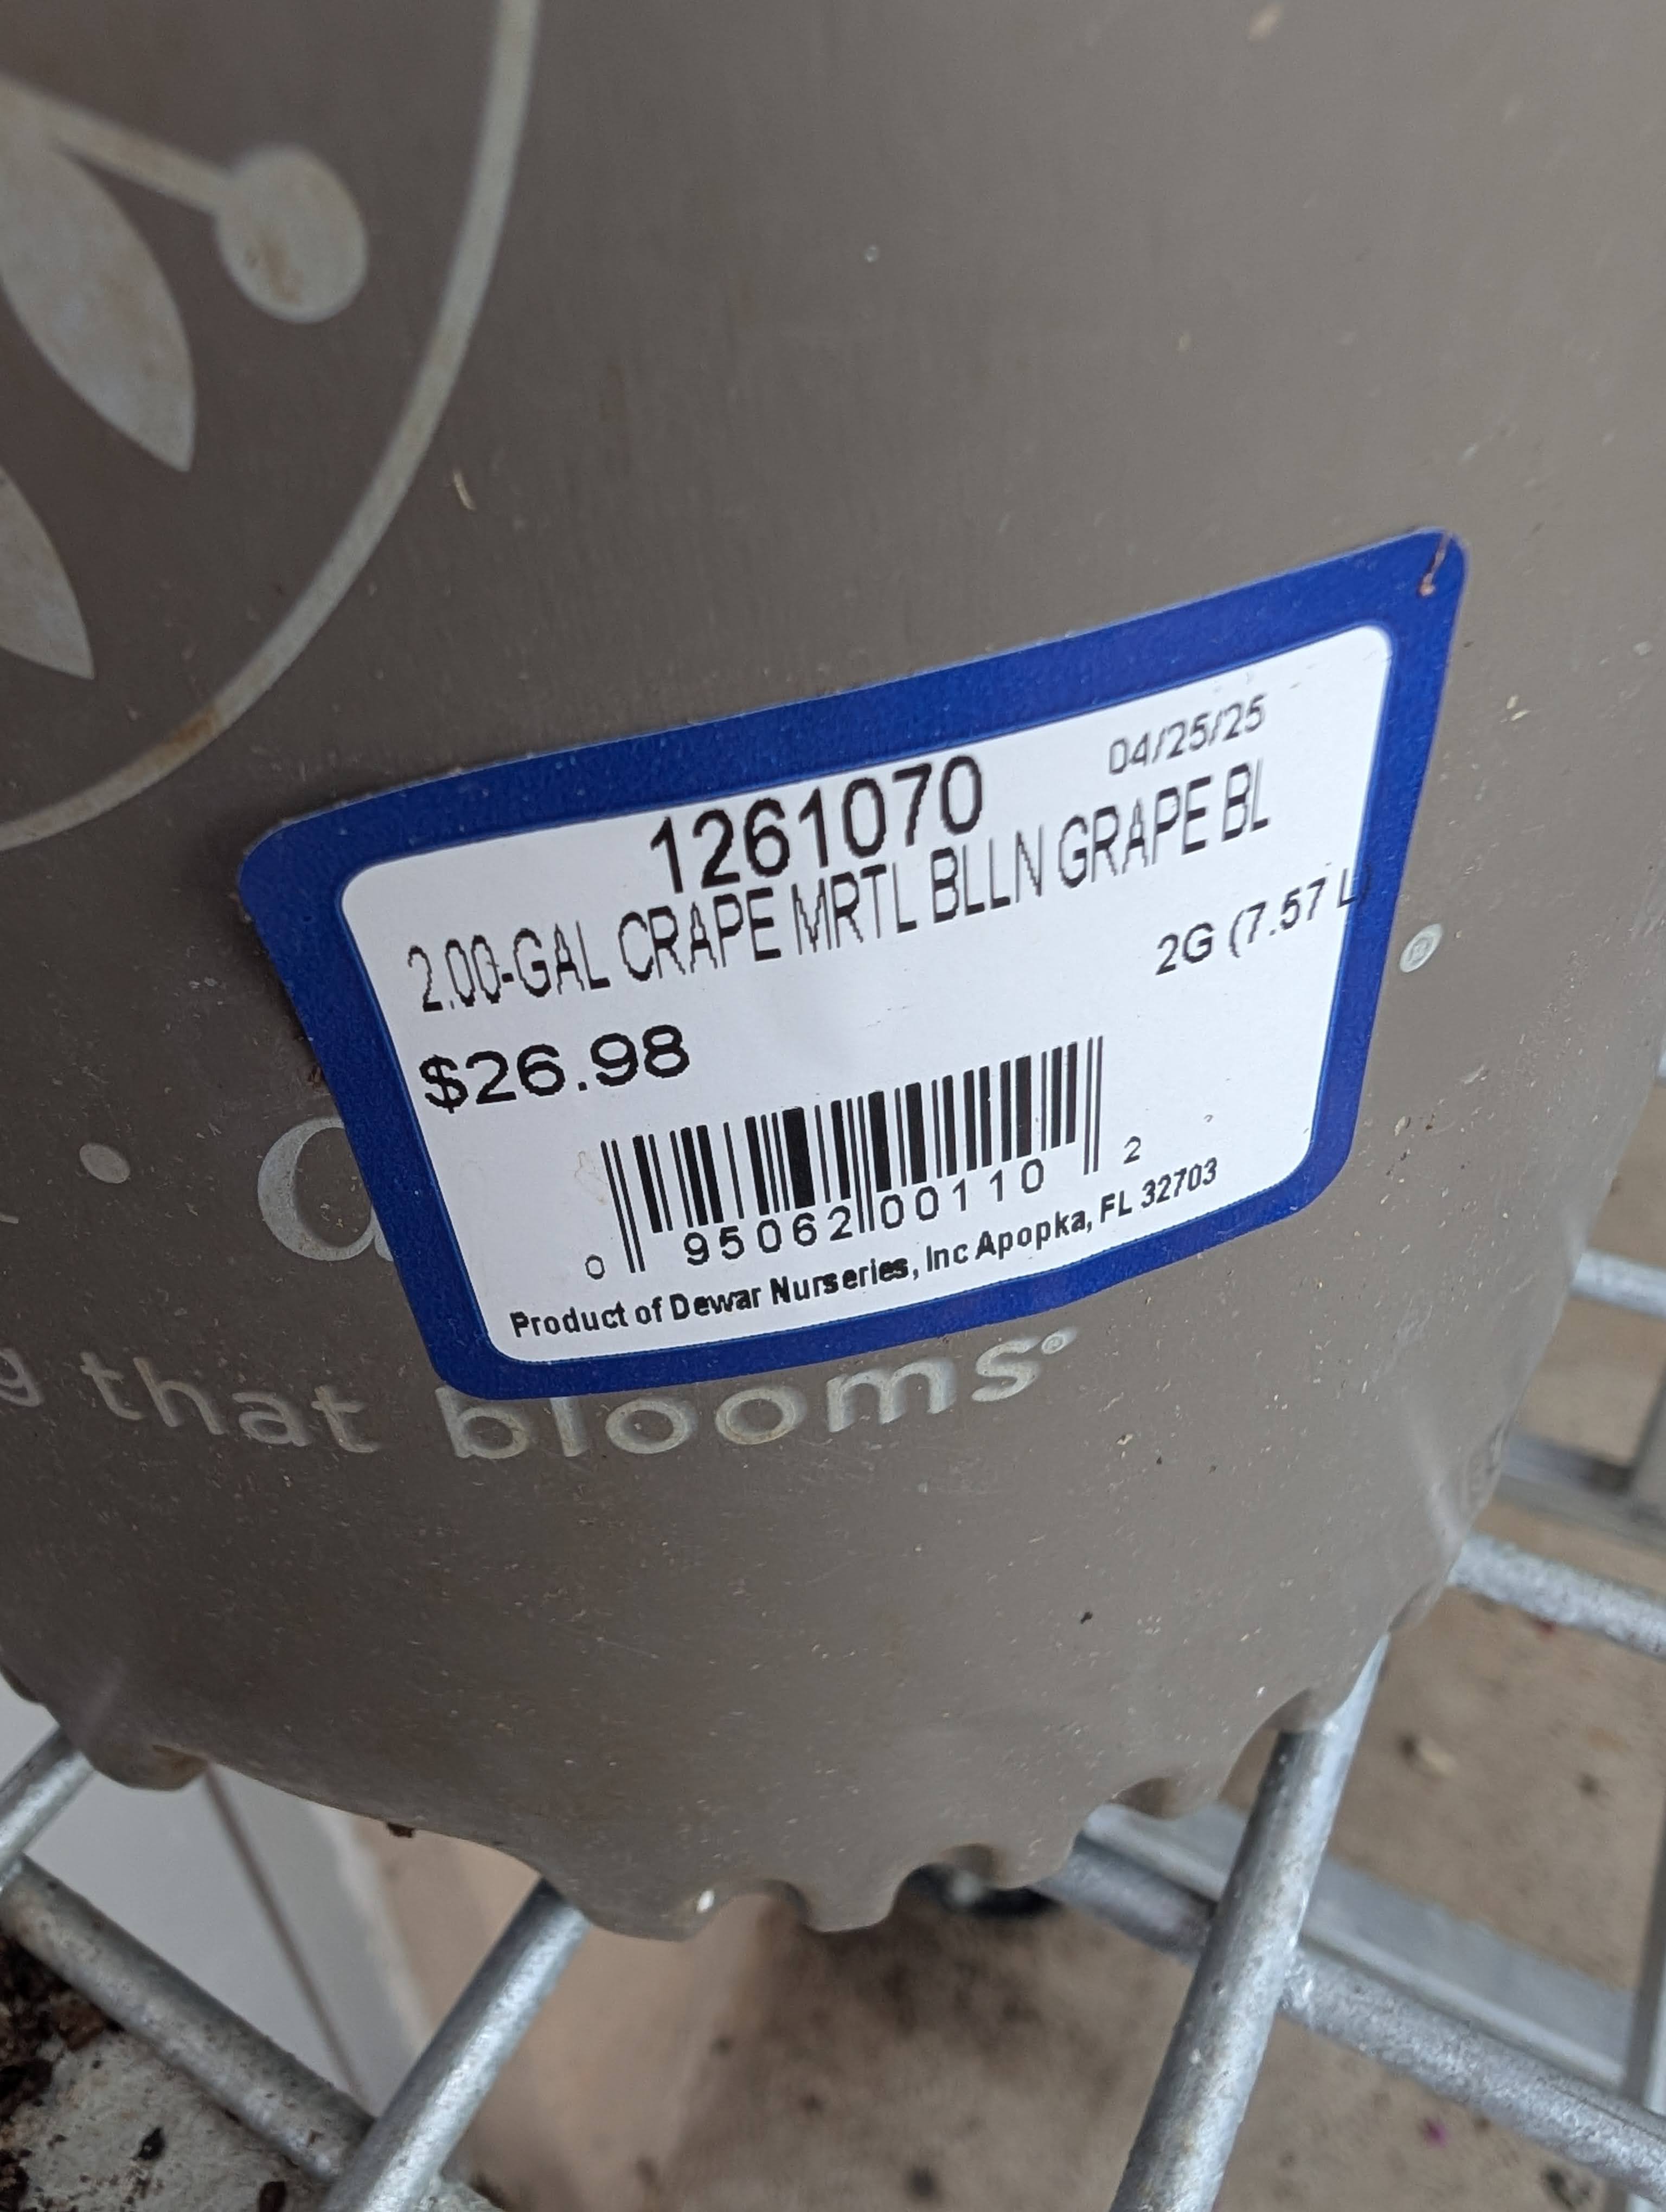 04/25/25
1261070
2.00-GAL CRAPE MRTL BLLN GRAPE BL
2G (7.57 L)
$26.98
0 95062 00110 2
Product of Dewar Nurseries, Inc Apopka, FL 32703
that blooms®